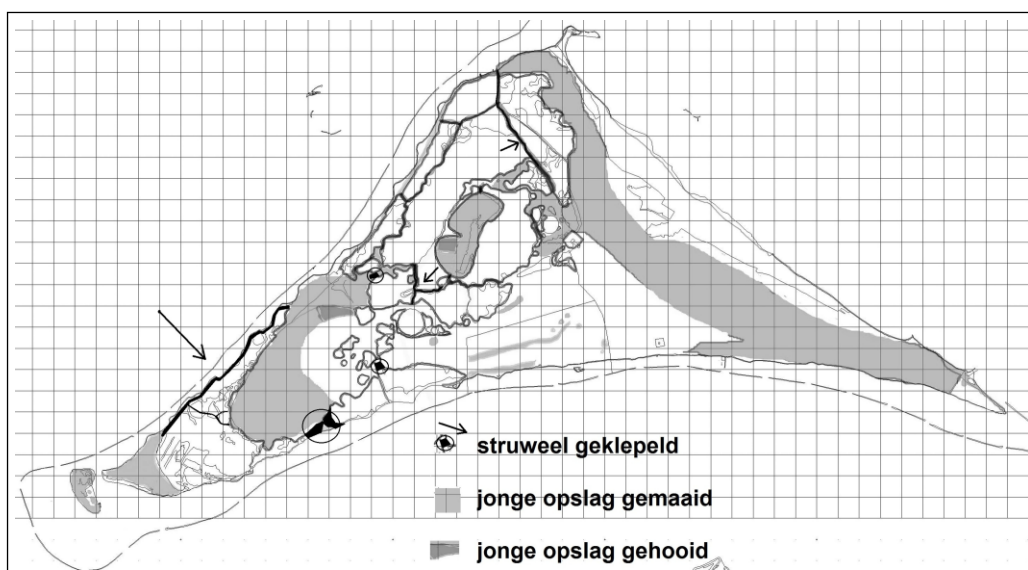 struweel geklepeld
jonge opslag gemaaid
jonge opslag gehooid